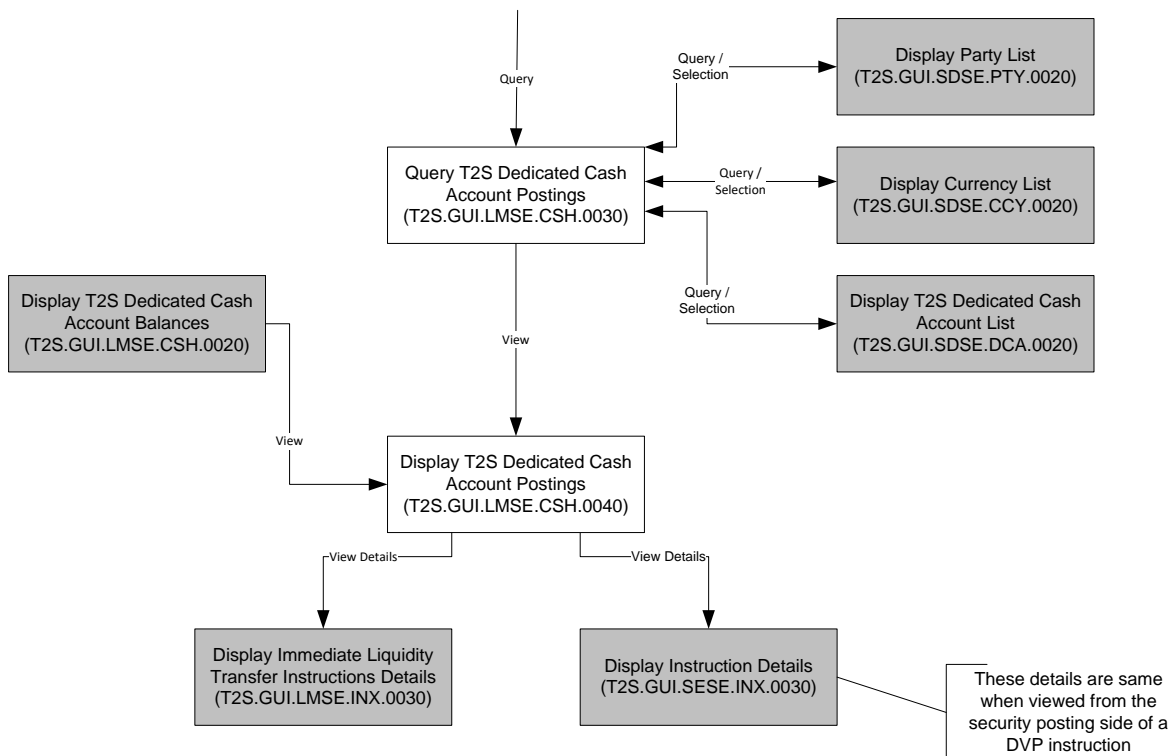 Query
Query /
Selection
Display Party List
(T2S.GUI.SDSE.PTY.0020)
Query T2S Dedicated Cash
Account Postings
(T2S.GUI.LMSE.CSH.0030)
Query /
Selection
Display Currency List
(T2S.GUI.SDSE.CCY.0020)
Query /
Selection
Display T2S Dedicated Cash
Account List
(T2S.GUI.SDSE.DCA.0020)
Display T2S Dedicated Cash
Account Balances
(T2S.GUI.LMSE.CSH.0020)
View
View
Display T2S Dedicated Cash
Account Postings
(T2S.GUI.LMSE.CSH.0040)
View Details
View Details
Display Immediate Liquidity
Transfer Instructions Details
(T2S.GUI.LMSE.INX.0030)
Display Instruction Details
(T2S.GUI.SESE.INX.0030)
These details are same
when viewed from the
security posting side of a
DVP instruction